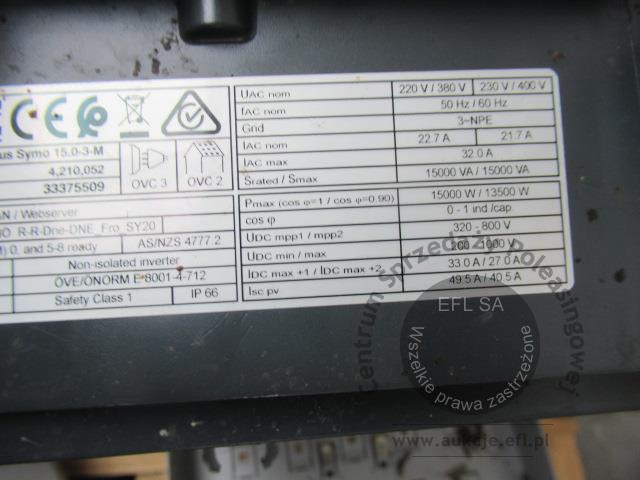 us Symo 15.0-3-M
4,210,052
33375509
OVC 3
OVC 2
N / Webserver
R-R-Dne-DNE_Fro_SY20
) 0, and 5-8 ready
AS/NZS 4777.2
Non-isolated inverter
ÖVE/ÖNORM E 8001-4-712
Safety Class 1
IP 66
UAC nom 220 V / 380 V 230 V / 400 V
fAC nom 50 Hz / 60 Hz
Grid 3~NPE
IAC nom 22.7 A 21.7 A
IAC max 32.0 A
Srated / Smax 15000 VA / 15000 VA
Pmax (cos φ=1 / cos φ=0.90) 15000 W / 13500 W
cos φ 0 - 1 ind /cap
UDC mpp1 / mpp2 320 - 800 V
UDC min / max 200 - 1000 V
IDC max +1 / IDC max +2 33.0 A / 27.0 A
Isc pv 49.5 A / 40.5 A
Centrum Sprzedaży Poleasingowej
EFL SA
Wszelkie prawa zastrzeżone
www.aukcje.efl.pl